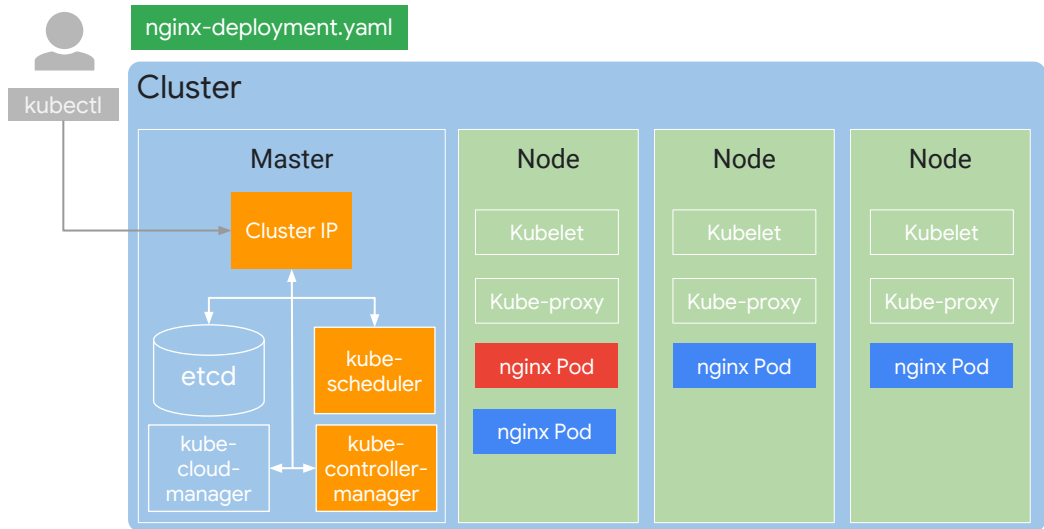 nginx-deployment.yaml
kubectl
Cluster
Master
Cluster IP
etcd
kube-
scheduler
kube-
cloud-
manager
kube-
controller-
manager
Node
Kubelet
Kube-proxy
nginx Pod
nginx Pod
Node
Kubelet
Kube-proxy
nginx Pod
Node
Kubelet
Kube-proxy
nginx Pod